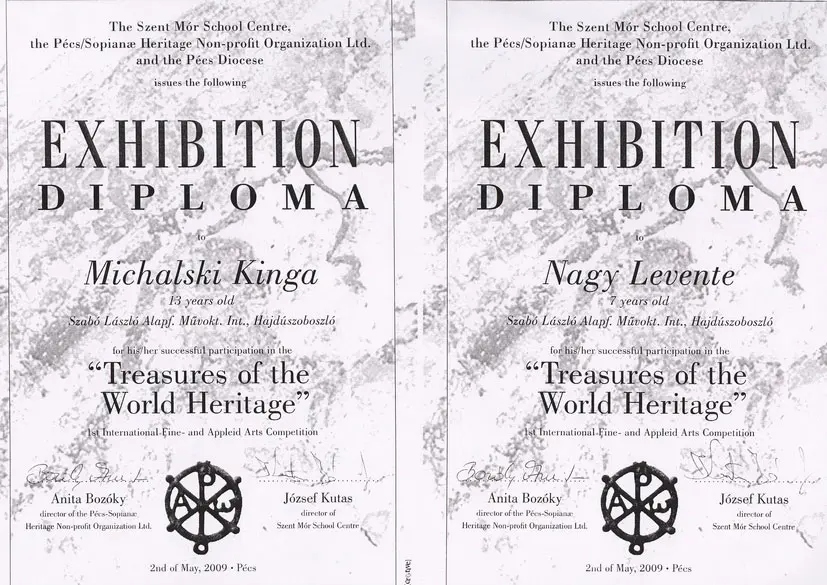 The Szent Mór School Centre,
the Pécs/Sopianæ Heritage Non-profit Organization Ltd.
and the Pécs Diocese
issues the following
EXHIBITION
DIPLOMA
to
Michalski Kinga
13 years old
Szabó László Alapf. Művokt. Int., Hajdúszoboszló
for his/her successful participation in the
“Treasures of the
World Heritage”
1st International Fine- and Appleid Arts Competition
Anita Bozóky
director of the Pécs-Sopianæ
Heritage Non-profit Organization Ltd.
József Kutas
director of
Szent Mór School Centre
2nd of May, 2009 • Pécs
The Szent Mór School Centre,
the Pécs/Sopianæ Heritage Non-profit Organization Ltd.
and the Pécs Diocese
issues the following
EXHIBITION
DIPLOMA
to
Nagy Levente
7 years old
Szabó László Alapf. Művokt. Int., Hajdúszoboszló
for his/her successful participation in the
“Treasures of the
World Heritage”
1st International Fine- and Appleid Arts Competition
Anita Bozóky
director of the Pécs-Sopianæ
Heritage Non-profit Organization Ltd.
József Kutas
director of
Szent Mór School Centre
2nd of May, 2009 • Pécs